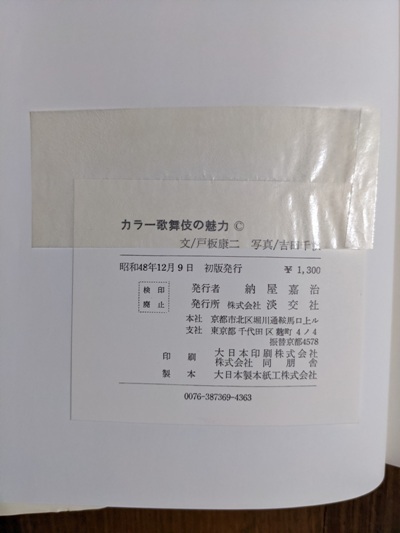 カラー歌舞伎の魅力 ©
文/戸板康二 写真/吉田千
昭和48年12月9日 初版発行 ¥1,300
検印
廃止
発行者 納屋嘉治
発行所 株式会社 淡交社
本社 京都市北区堀川通鞍馬口上ル
支社 東京都千代田区麹町4ノ4
振替京都4578
印刷 大日本印刷株式会社
株式会社 同朋舎
製本 大日本製本紙工株式会社
0076-387369-4363